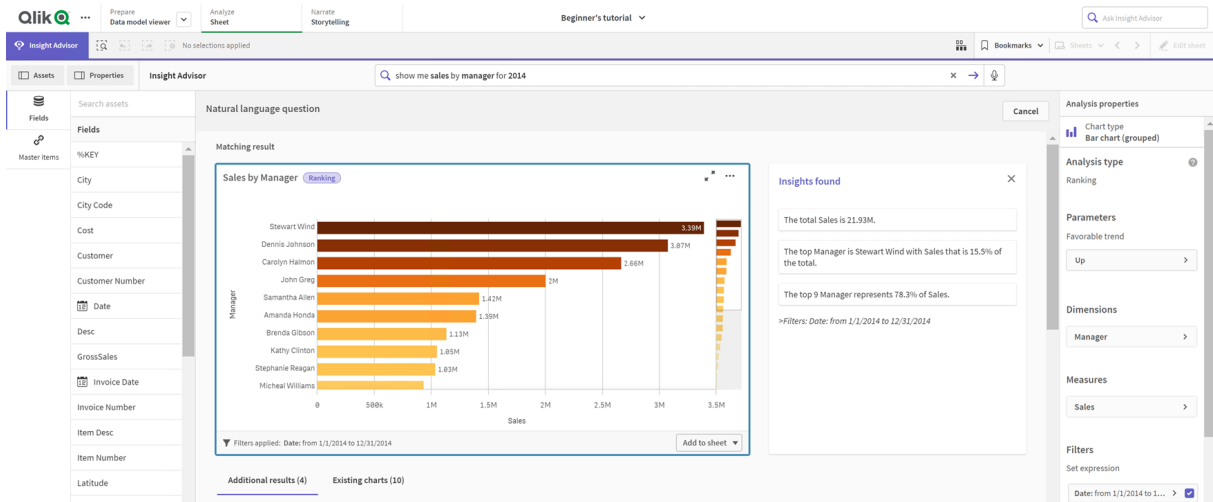 Qlik
Prepare
Data model viewer
Analyze
Sheet
Narrate
Storytelling
Beginner's tutorial
Ask Insight Advisor
Insight Advisor
No selections applied
Bookmarks
Sheets
Edit sheet
Assets
Properties
Insight Advisor
show me sales by manager for 2014
Fields
Master items
Search assets
Fields
%KEY
City
City Code
Cost
Customer
Customer Number
Date
Desc
GrossSales
Invoice Date
Invoice Number
Item Desc
Item Number
Latitude
Natural language question
Cancel
Matching result
Sales by Manager
Ranking
Manager
Stewart Wind
3.39M
Dennis Johnson
3.07M
Carolyn Halmon
2.66M
John Greg
2M
Samantha Allen
1.42M
Amanda Honda
1.39M
Brenda Gibson
1.13M
Kathy Clinton
1.05M
Stephanie Reagan
1.03M
Micheal Williams
0 500k 1M 1.5M 2M 2.5M 3M 3.5M
Sales
Filters applied: Date: from 1/1/2014 to 12/31/2014
Add to sheet
Additional results (4)
Existing charts (10)
Insights found
The total Sales is 21.93M.
The top Manager is Stewart Wind with Sales that is 15.5% of
the total.
The top 9 Manager represents 78.3% of Sales.
>Filters: Date: from 1/1/2014 to 12/31/2014
Analysis properties
Chart type
Bar chart (grouped)
Analysis type
Ranking
Parameters
Favorable trend
Up
Dimensions
Manager
Measures
Sales
Filters
Set expression
Date: from 1/1/2014 to 1...